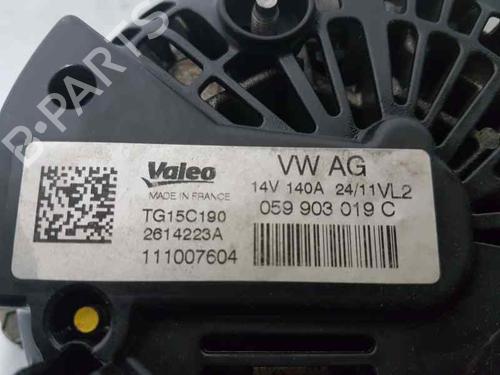 Valeo
MADE IN FRANCE
TG15C190
2614223A
111007604
VW AG
14V 140A 24/11VL2
059 903 019 C
B-PARTS